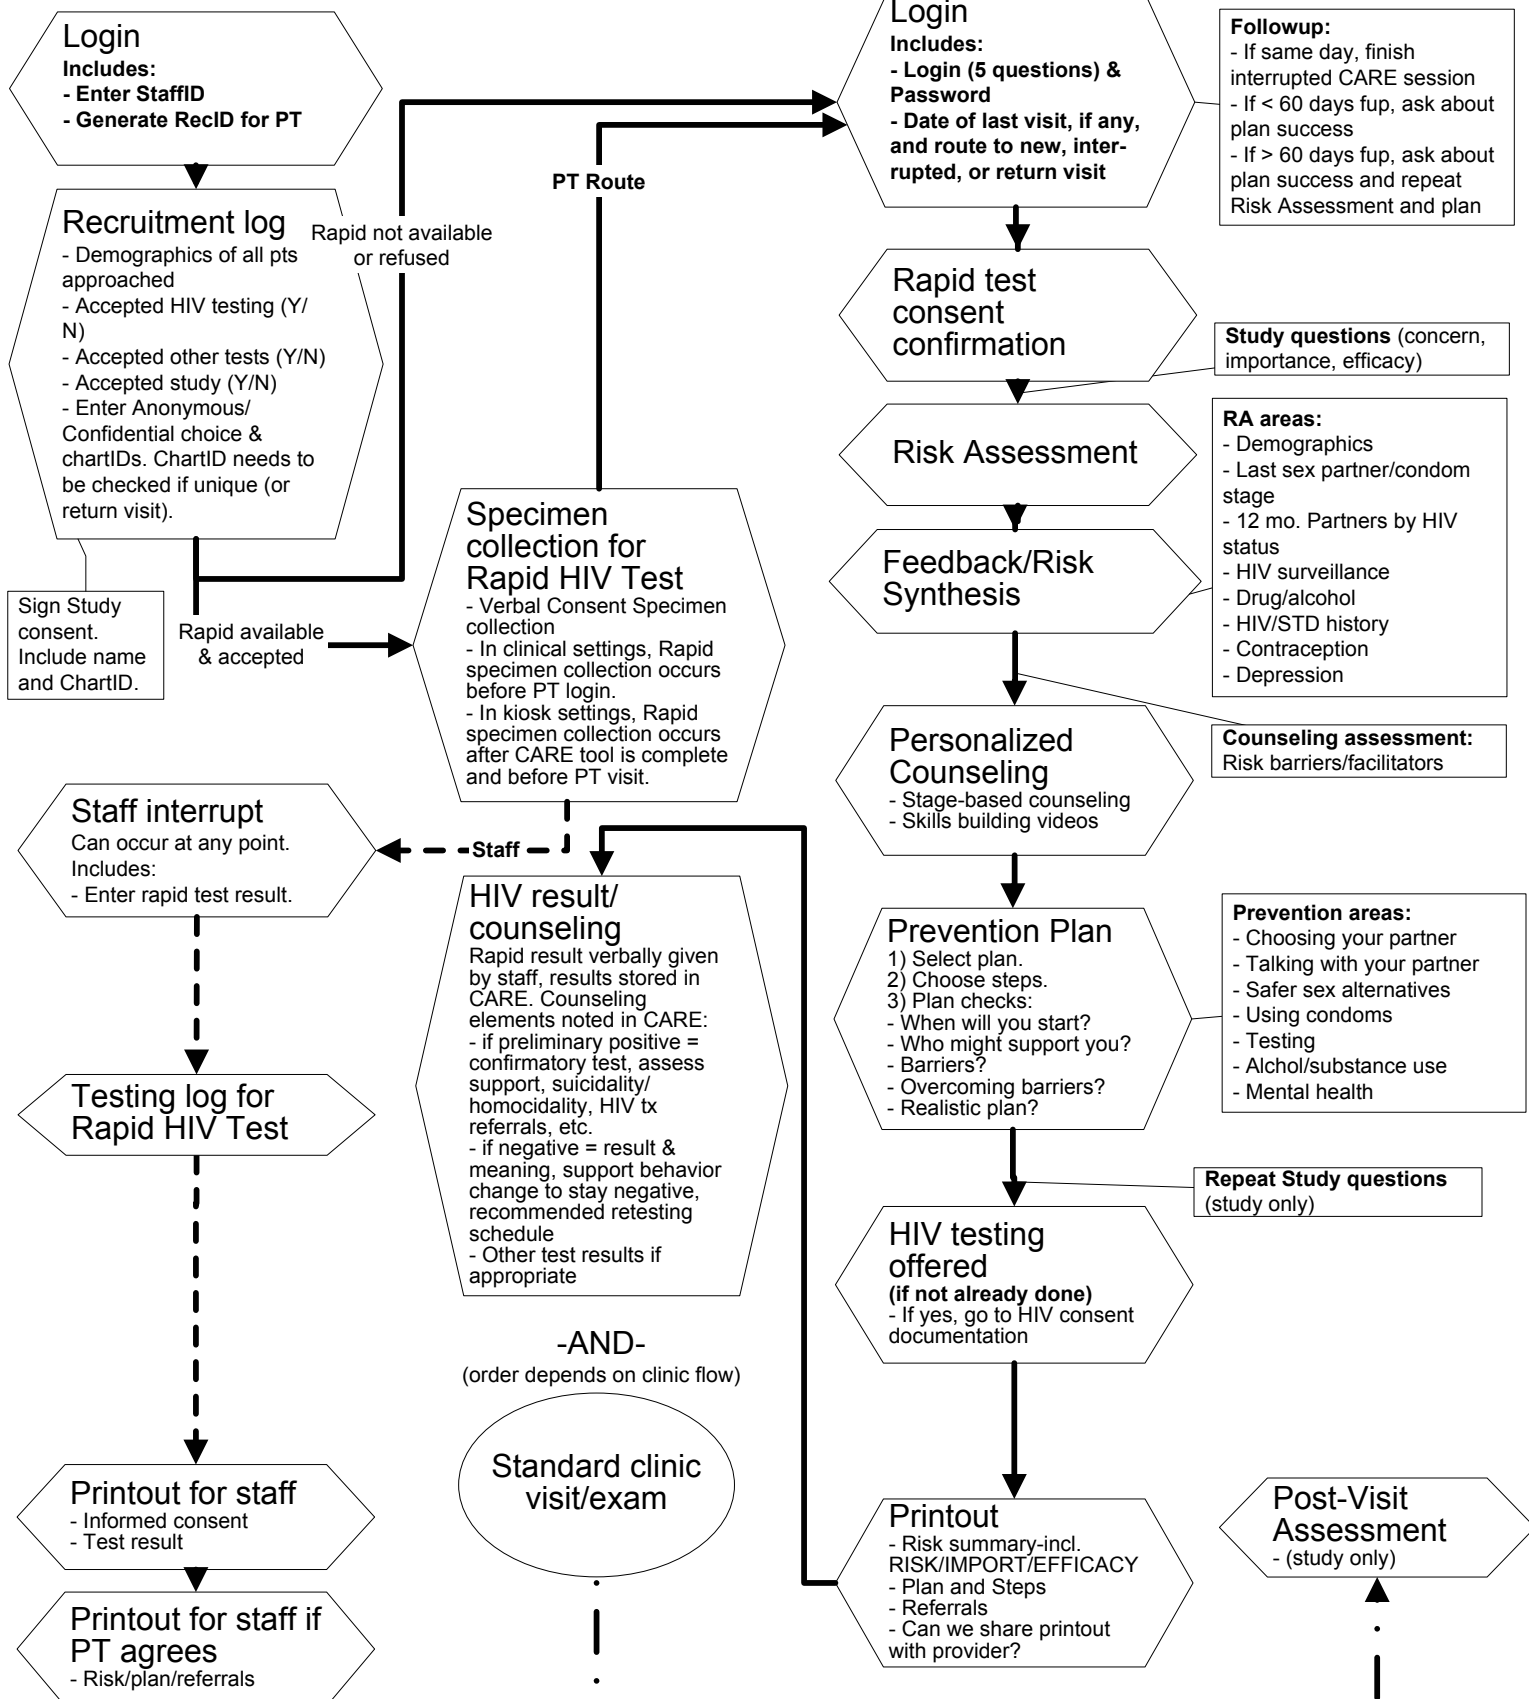 Login
Includes:
- Enter StaffID
- Generate RecID for PT
Recruitment log
- Demographics of all pts
approached
- Accepted HIV testing (Y/
N)
- Accepted other tests (Y/N)
- Accepted study (Y/N)
- Enter Anonymous/
Confidential choice &
chartIDs. ChartID needs to
be checked if unique (or
return visit).
Sign Study
consent.
Include name
and ChartID.
Rapid not available
or refused
Rapid available
& accepted
PT Route
Specimen
collection for
Rapid HIV Test
- Verbal Consent Specimen
collection
- In clinical settings, Rapid
specimen collection occurs
before PT login.
- In kiosk settings, Rapid
specimen collection occurs
after CARE tool is complete
and before PT visit.
Staff
Staff interrupt
Can occur at any point.
Includes:
- Enter rapid test result.
Testing log for
Rapid HIV Test
Printout for staff
- Informed consent
- Test result
Printout for staff if
PT agrees
- Risk/plan/referrals
HIV result/
counseling
Rapid result verbally given
by staff, results stored in
CARE. Counseling
elements noted in CARE:
- if preliminary positive =
confirmatory test, assess
support, suicidality/
homocidality, HIV tx
referrals, etc.
- if negative = result &
meaning, support behavior
change to stay negative,
recommended retesting
schedule
- Other test results if
appropriate
-AND-
(order depends on clinic flow)
Standard clinic
visit/exam
Login
Includes:
- Login (5 questions) &
Password
- Date of last visit, if any,
and route to new, inter-
rupted, or return visit
Followup:
- If same day, finish
interrupted CARE session
- If < 60 days fup, ask about
plan success
- If > 60 days fup, ask about
plan success and repeat
Risk Assessment and plan
Rapid test
consent
confirmation
Study questions (concern,
importance, efficacy)
Risk Assessment
RA areas:
- Demographics
- Last sex partner/condom
stage
- 12 mo. Partners by HIV
status
- HIV surveillance
- Drug/alcohol
- HIV/STD history
- Contraception
- Depression
Feedback/Risk
Synthesis
Counseling assessment:
Risk barriers/facilitators
Personalized
Counseling
- Stage-based counseling
- Skills building videos
Prevention Plan
1) Select plan.
2) Choose steps.
3) Plan checks:
- When will you start?
- Who might support you?
- Barriers?
- Overcoming barriers?
- Realistic plan?
Prevention areas:
- Choosing your partner
- Talking with your partner
- Safer sex alternatives
- Using condoms
- Testing
- Alchol/substance use
- Mental health
Repeat Study questions
(study only)
HIV testing
offered
(if not already done)
- If yes, go to HIV consent
documentation
Printout
- Risk summary-incl.
RISK/IMPORT/EFFICACY
- Plan and Steps
- Referrals
- Can we share printout
with provider?
Post-Visit
Assessment
- (study only)